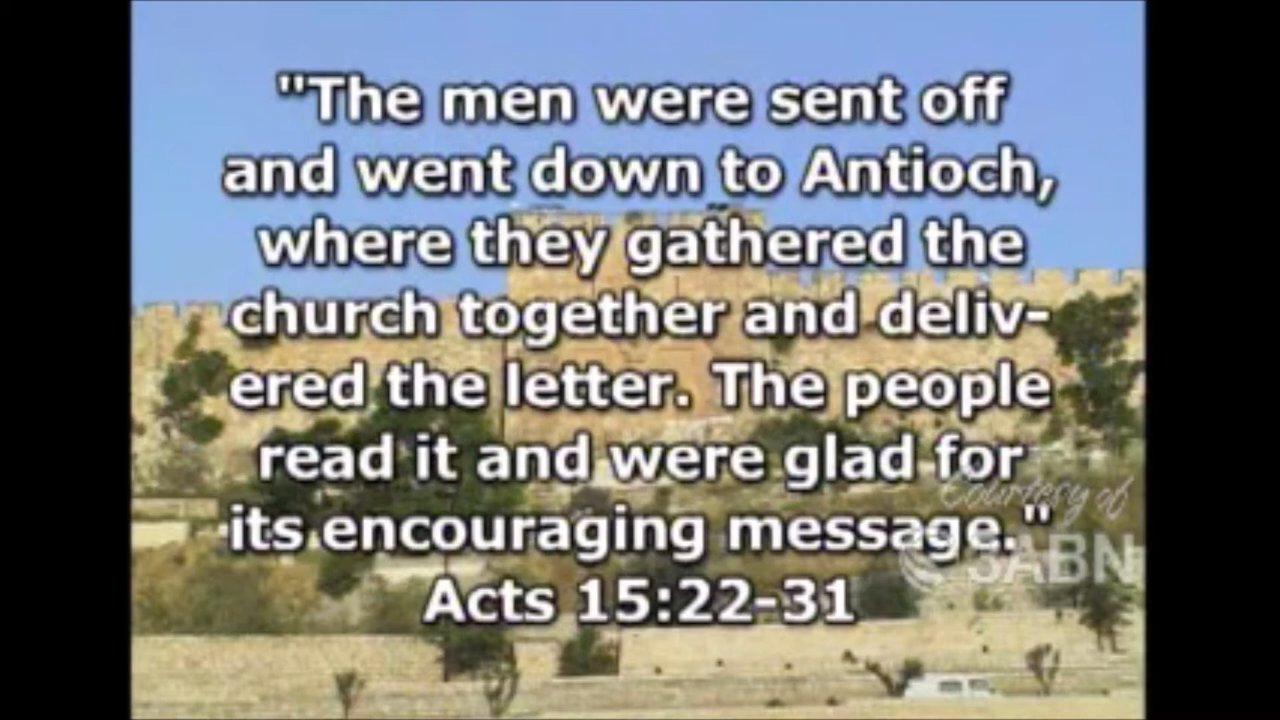 "The men were sent off
and went down to Antioch,
where they gathered the
church together and deliv-
ered the letter. The people
read it and were glad for
its encouraging message."
Acts 15:22-31
Courtesy of
3ABN